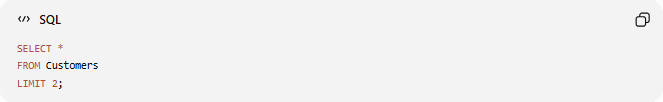 </> SQL
SELECT *
FROM Customers
LIMIT 2;